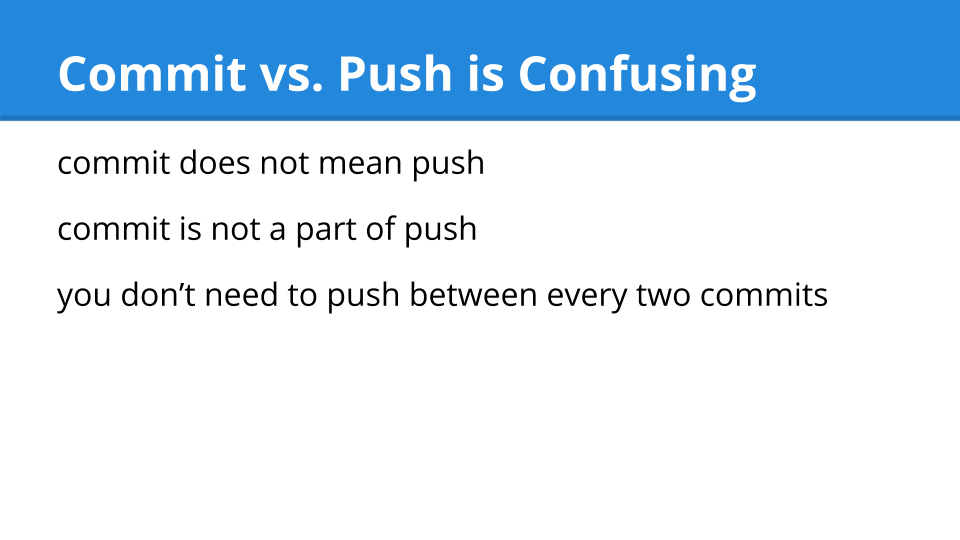 Commit vs. Push is Confusing
commit does not mean push
commit is not a part of push
you don’t need to push between every two commits